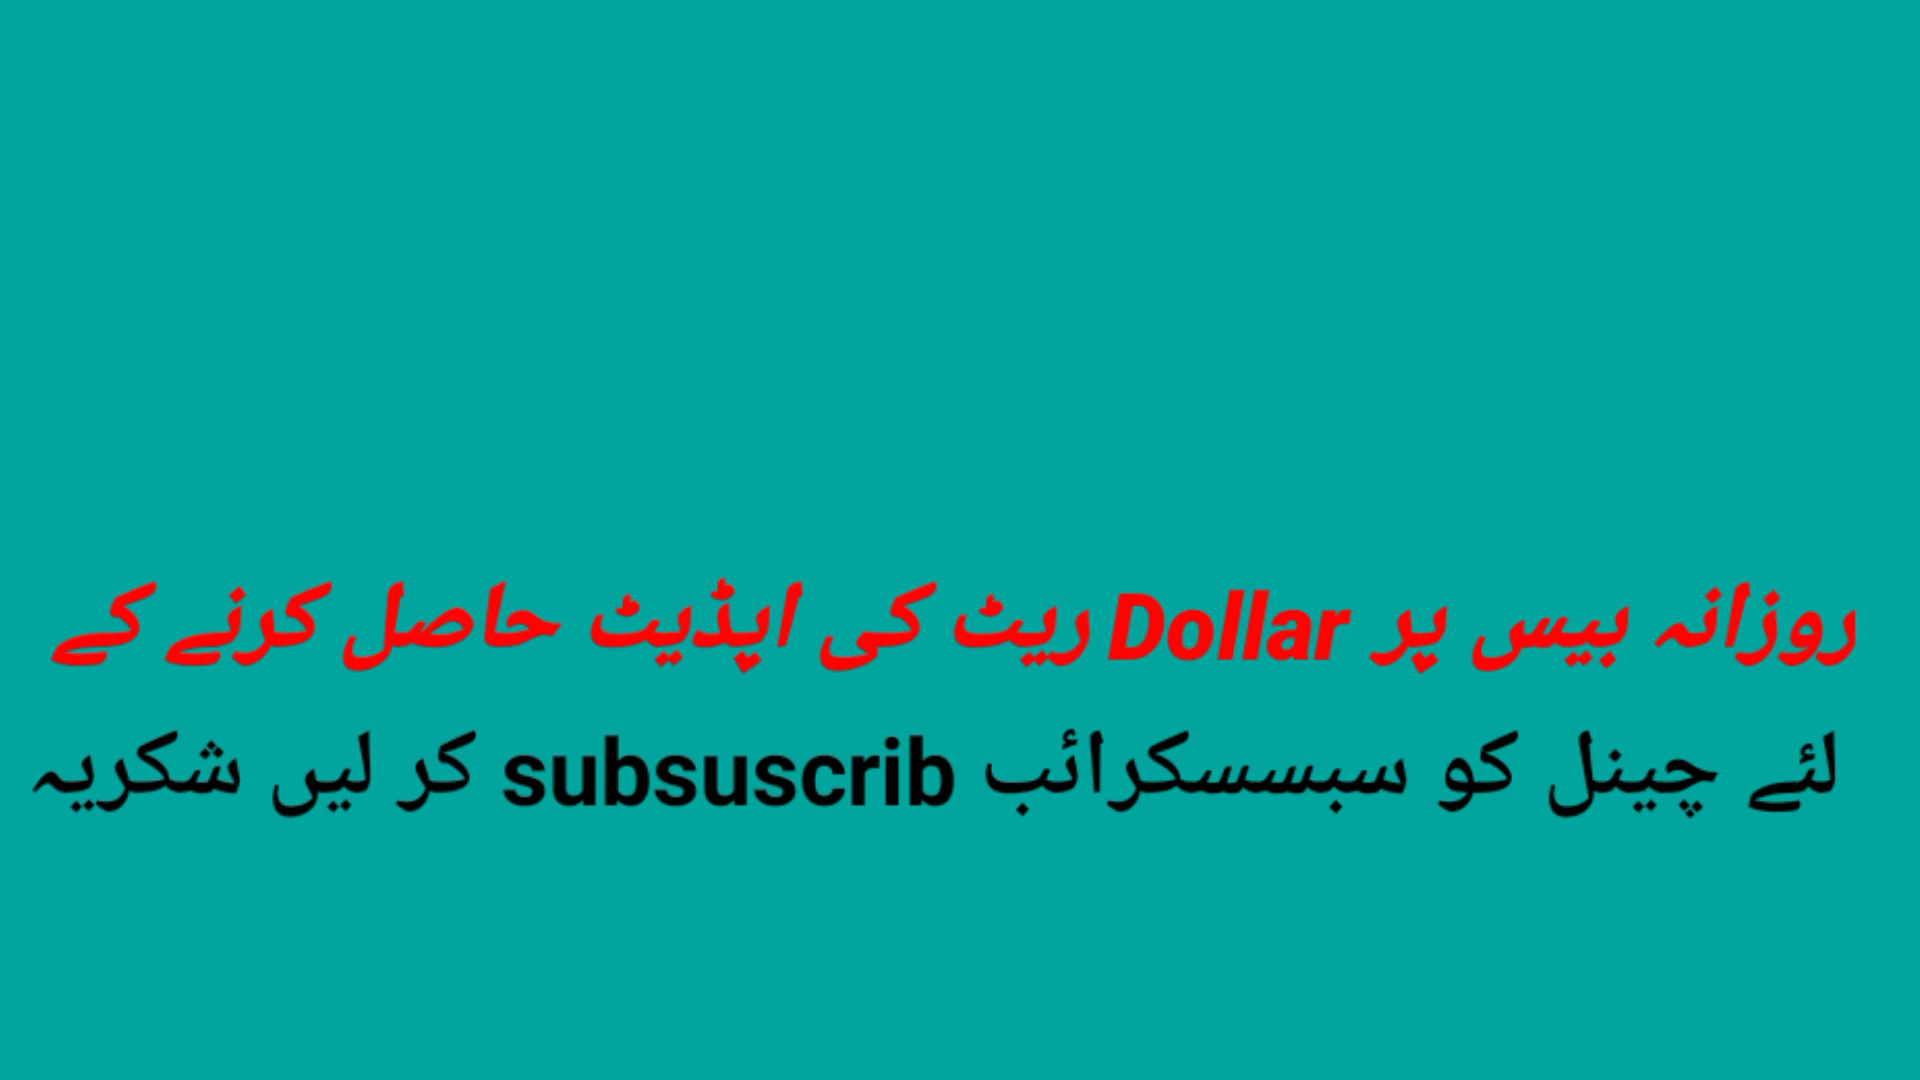 روزانہ بیس پر Dollar ریٹ کی اپڈیٹ حاصل کرنے کے
لئے چینل کو سبسسکرائب subsuscrib کر لیں شکریہ